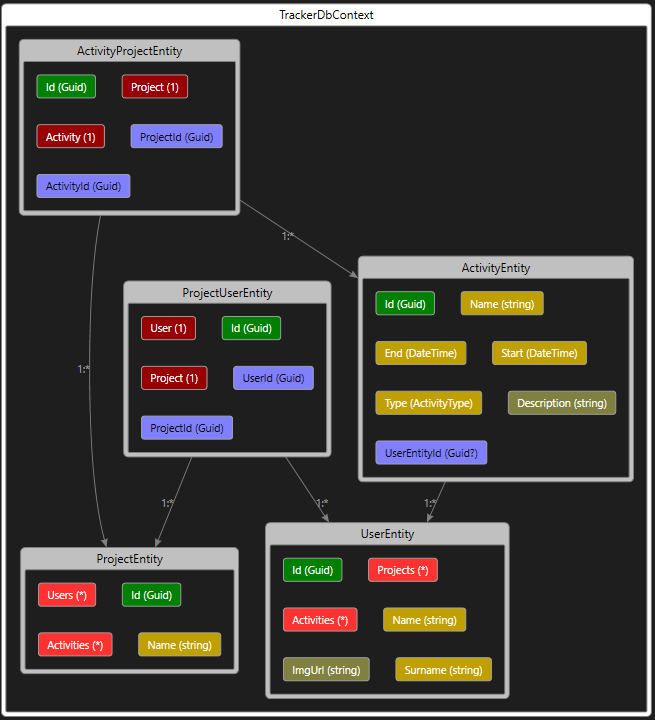 TrackerDbContext
ActivityProjectEntity
Id (Guid) Project (1)
Activity (1) ProjectId (Guid)
ActivityId (Guid)
1:*
ActivityEntity
Id (Guid) Name (string)
End (DateTime) Start (DateTime)
Type (ActivityType) Description (string)
UserEntityId (Guid?)
ProjectUserEntity
User (1) Id (Guid)
Project (1) UserId (Guid)
ProjectId (Guid)
1:*
1:*
1:*
1:*
ProjectEntity
Users (*) Id (Guid)
Activities (*) Name (string)
UserEntity
Id (Guid) Projects (*)
Activities (*) Name (string)
ImgUrl (string) Surname (string)